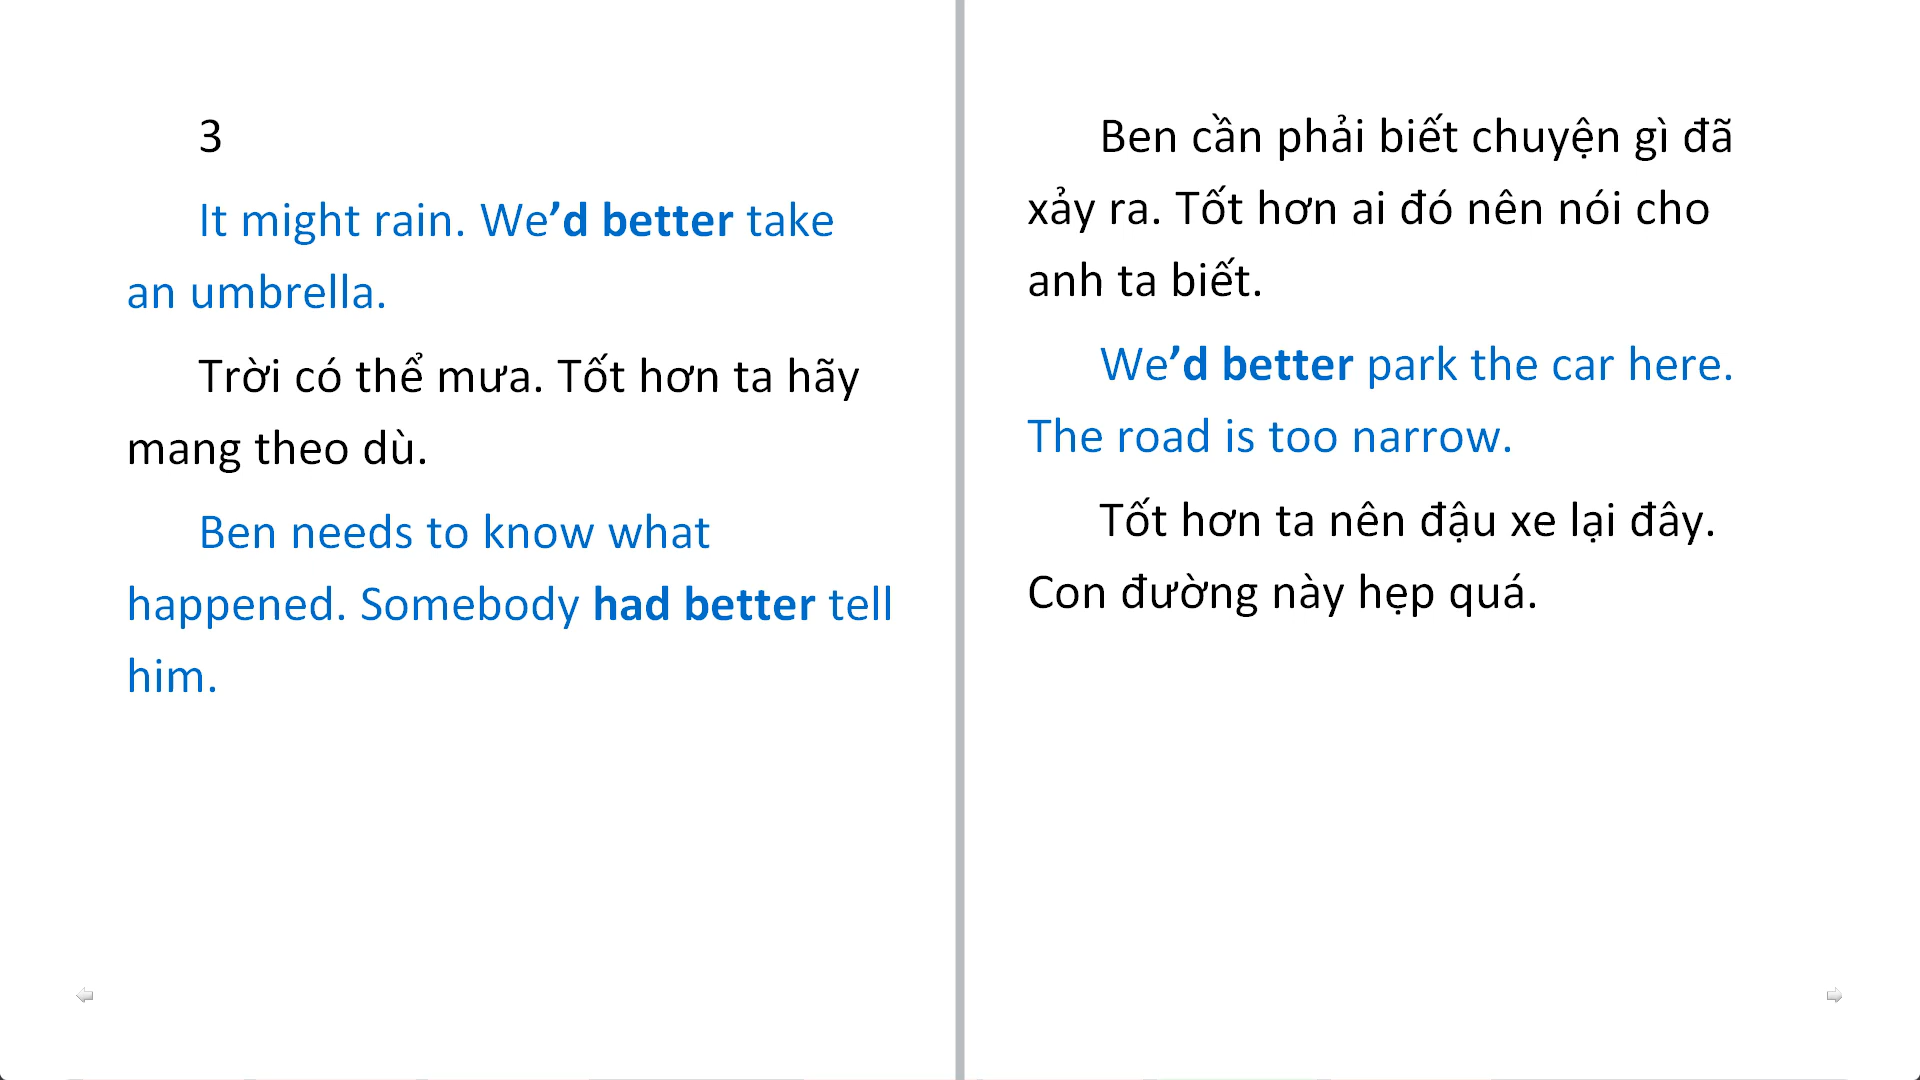 3
It might rain. We’d better take
an umbrella.
Trời có thể mưa. Tốt hơn ta hãy
mang theo dù.
Ben needs to know what
happened. Somebody had better tell
him.
Ben cần phải biết chuyện gì đã
xảy ra. Tốt hơn ai đó nên nói cho
anh ta biết.
We’d better park the car here.
The road is too narrow.
Tốt hơn ta nên đậu xe lại đây.
Con đường này hẹp quá.